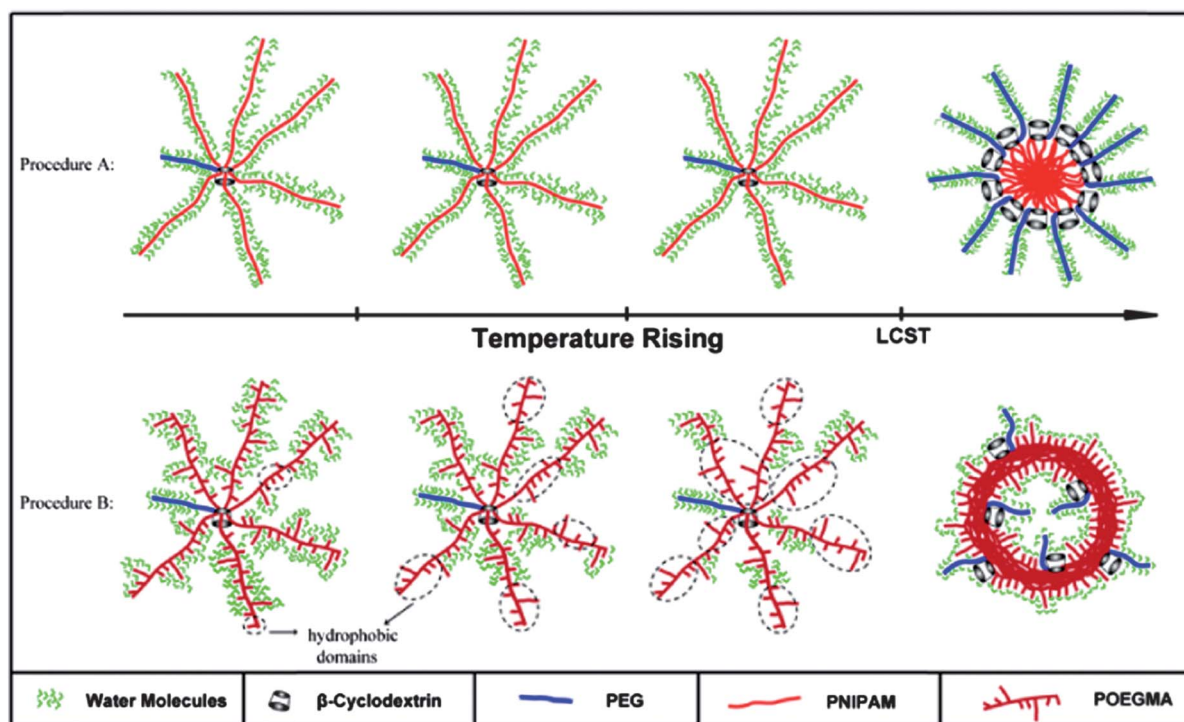 Procedure A:
Temperature Rising
LCST
Procedure B:
hydrophobic
domains
Water Molecules
β-Cyclodextrin
PEG
PNIPAM
POEGMA